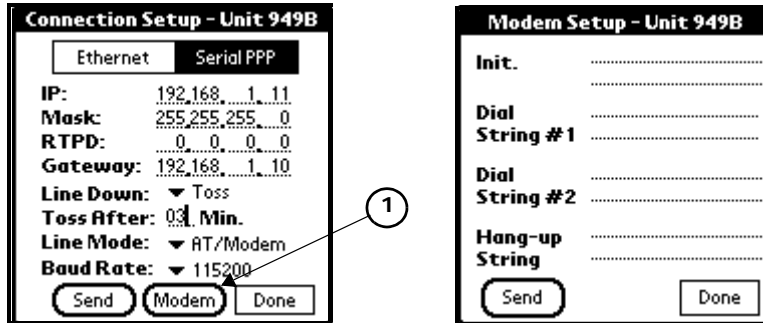 Connection Setup - Unit 949B
Ethernet Serial PPP
IP: 192.168. 1. 11
Mask: 255.255.255. 0
RTPD: 0. 0. 0. 0
Gateway: 192.168. 1. 10
Line Down: Toss
Toss After: 03 Min.
Line Mode: AT/Modem
Baud Rate: 115200
Send Modem Done
1
Modem Setup - Unit 949B
Init.
Dial
String #1
Dial
String #2
Hang-up
String
Send Done